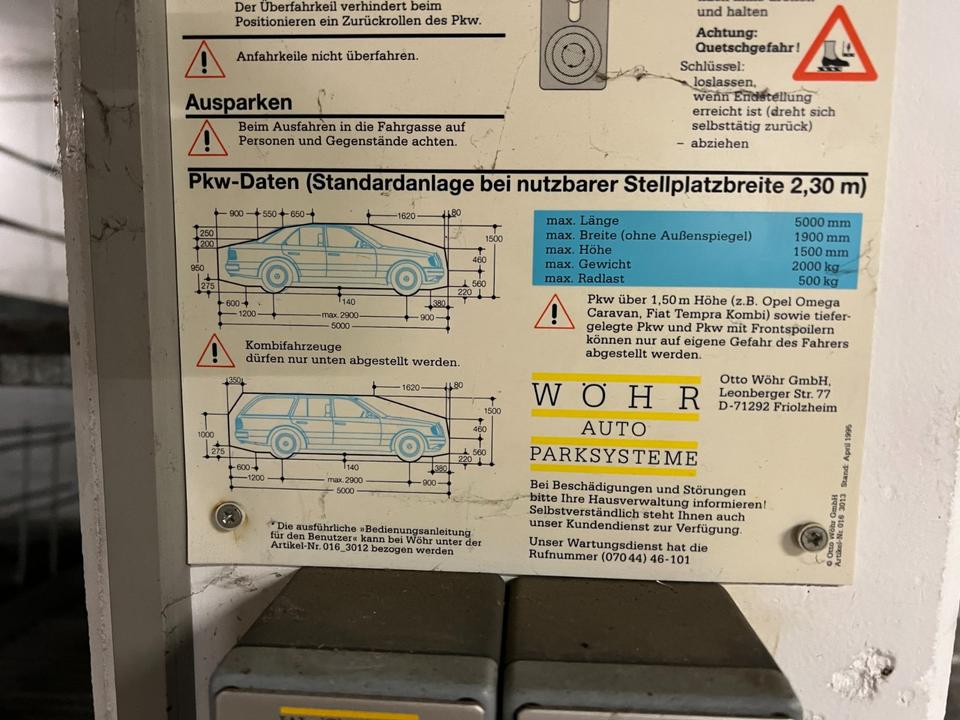 Der Überfahrkeil verhindert beim
Positionieren ein Zurückrollen des Pkw.
Anfahrkeile nicht überfahren.
Ausparken
Beim Ausfahren in die Fahrgasse auf
Personen und Gegenstände achten.
und halten
Achtung:
Quetschgefahr!
Schlüssel:
loslassen,
wenn Endstellung
erreicht ist (dreht sich
selbsttätig zurück)
– abziehen
Pkw-Daten (Standardanlage bei nutzbarer Stellplatzbreite 2,30 m)
900 550 650 1620 80
250
200
950
275
1500
460
560
220
600 140 380
1200 max. 2900 900
5000
max. Länge 5000 mm
max. Breite (ohne Außenspiegel) 1900 mm
max. Höhe 1500 mm
max. Gewicht 2000 kg
max. Radlast 500 kg
Kombifahrzeuge
dürfen nur unten abgestellt werden.
Pkw über 1,50 m Höhe (z.B. Opel Omega
Caravan, Fiat Tempra Kombi) sowie tiefer-
gelegte Pkw und Pkw mit Frontspoilern
können nur auf eigene Gefahr des Fahrers
abgestellt werden.
350 1620 80
1000
275
1500
460
560
220
600 140 380
1200 max. 2900 900
5000
WÖHR
AUTO
PARKSYSTEME
Otto Wöhr GmbH,
Leonberger Str. 77
D-71292 Friolzheim
Bei Beschädigungen und Störungen
bitte Ihre Hausverwaltung informieren!
Selbstverständlich steht Ihnen auch
unser Kundendienst zur Verfügung.
Unser Wartungsdienst hat die
Rufnummer (070 44) 46-101
* Die ausführliche »Bedienungsanleitung
für den Benutzer« kann bei Wöhr unter der
Artikel-Nr. 016_3012 bezogen werden
© Otto Wöhr GmbH
Artikel-Nr. 016_3013 Stand: April 1995